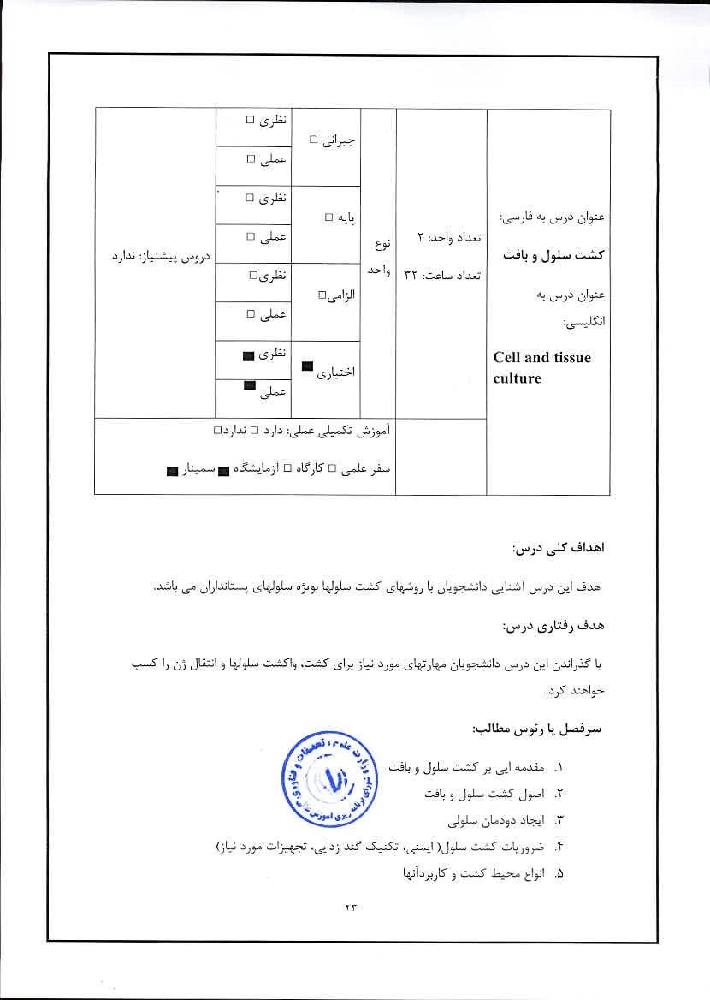 عنوان درس به فارسی:
کشت سلول و بافت
عنوان درس به
انگلیسی:
Cell and tissue
culture
تعداد واحد: ۲
تعداد ساعت: ۳۲
نوع
واحد
جبرانی □
نظری □
عملی □
پایه □
نظری □
عملی □
الزامی□
نظری□
عملی □
اختیاری ■
نظری ■
عملی ■
دروس پیشنیاز: ندارد
آموزش تکمیلی عملی: دارد □ ندارد□
سفر علمی □ کارگاه □ آزمایشگاه ■ سمینار ■
اهداف کلی درس:
هدف این درس آشنایی دانشجویان با روشهای کشت سلولها بویژه سلولهای پستانداران می باشد.
هدف رفتاری درس:
با گذراندن این درس دانشجویان مهارتهای مورد نیاز برای کشت، واکشت سلولها و انتقال ژن را کسب
خواهند کرد.
سرفصل یا رئوس مطالب:
۱. مقدمه ایی بر کشت سلول و بافت
۲. اصول کشت سلول و بافت
۳. ایجاد دودمان سلولی
۴. ضروریات کشت سلول( ایمنی، تکنیک گند زدایی، تجهیزات مورد نیاز)
۵. انواع محیط کشت و کاربردآنها
وزارت علوم، تحقیقات و فناوری
شورای برنامه ریزی آموزش عالی
۲۳